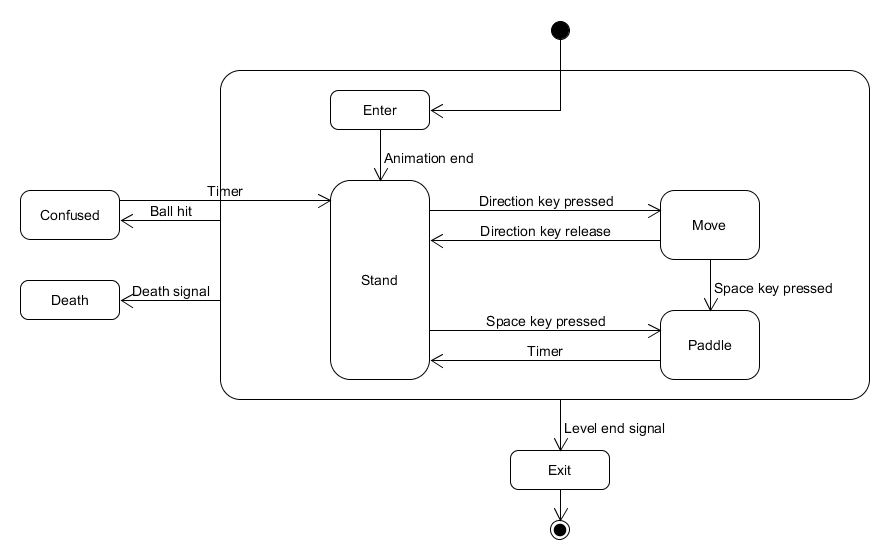 Enter
Animation end
Timer
Confused
Ball hit
Direction key pressed
Move
Direction key release
Stand
Death signal
Death
Space key pressed
Space key pressed
Paddle
Timer
Level end signal
Exit